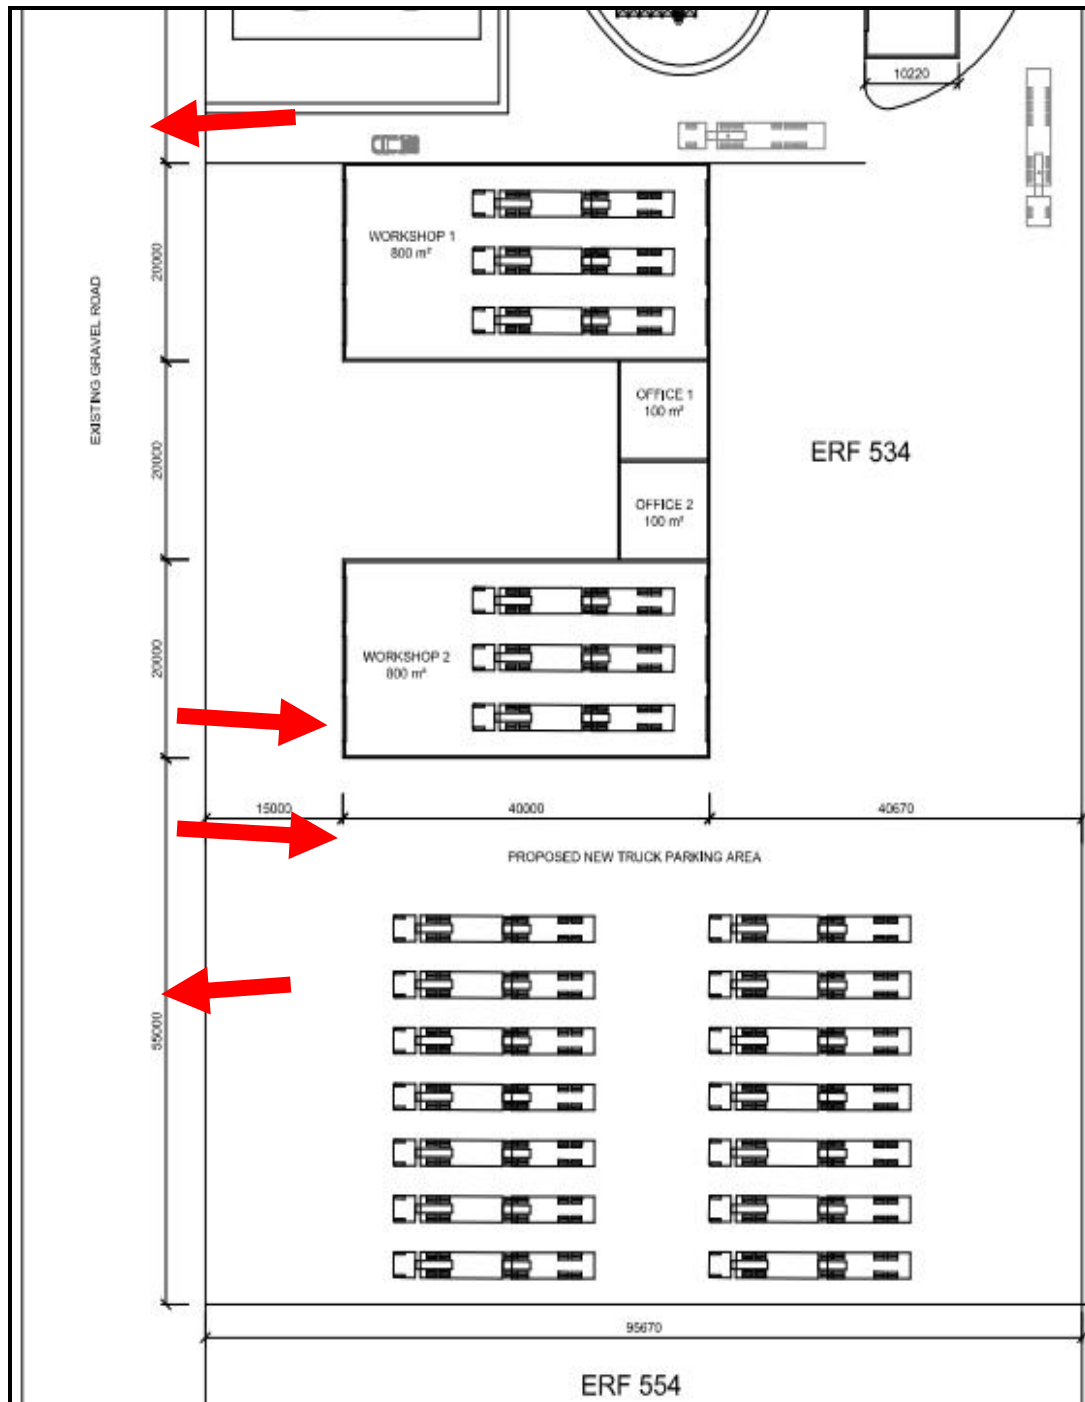 10220
WORKSHOP 1
800 m²
20000
EXISTING GRAVEL ROAD
OFFICE 1
100 m²
ERF 534
20000
OFFICE 2
100 m²
WORKSHOP 2
800 m²
20000
15000
40000
40670
PROPOSED NEW TRUCK PARKING AREA
55000
95670
ERF 554